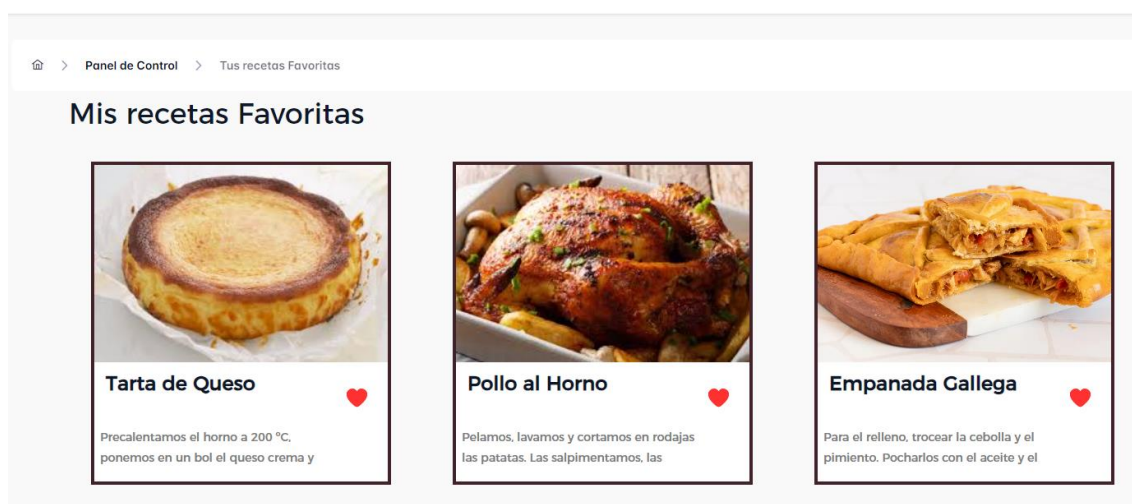 Panel de Control > Tus recetas Favoritas
Mis recetas Favoritas
Tarta de Queso
Precalentamos el horno a 200 ºC,
ponemos en un bol el queso crema y
Pollo al Horno
Pelamos, lavamos y cortamos en rodajas
las patatas. Las salpimentamos, las
Empanada Gallega
Para el relleno, trocear la cebolla y el
pimiento. Pocharlos con el aceite y el